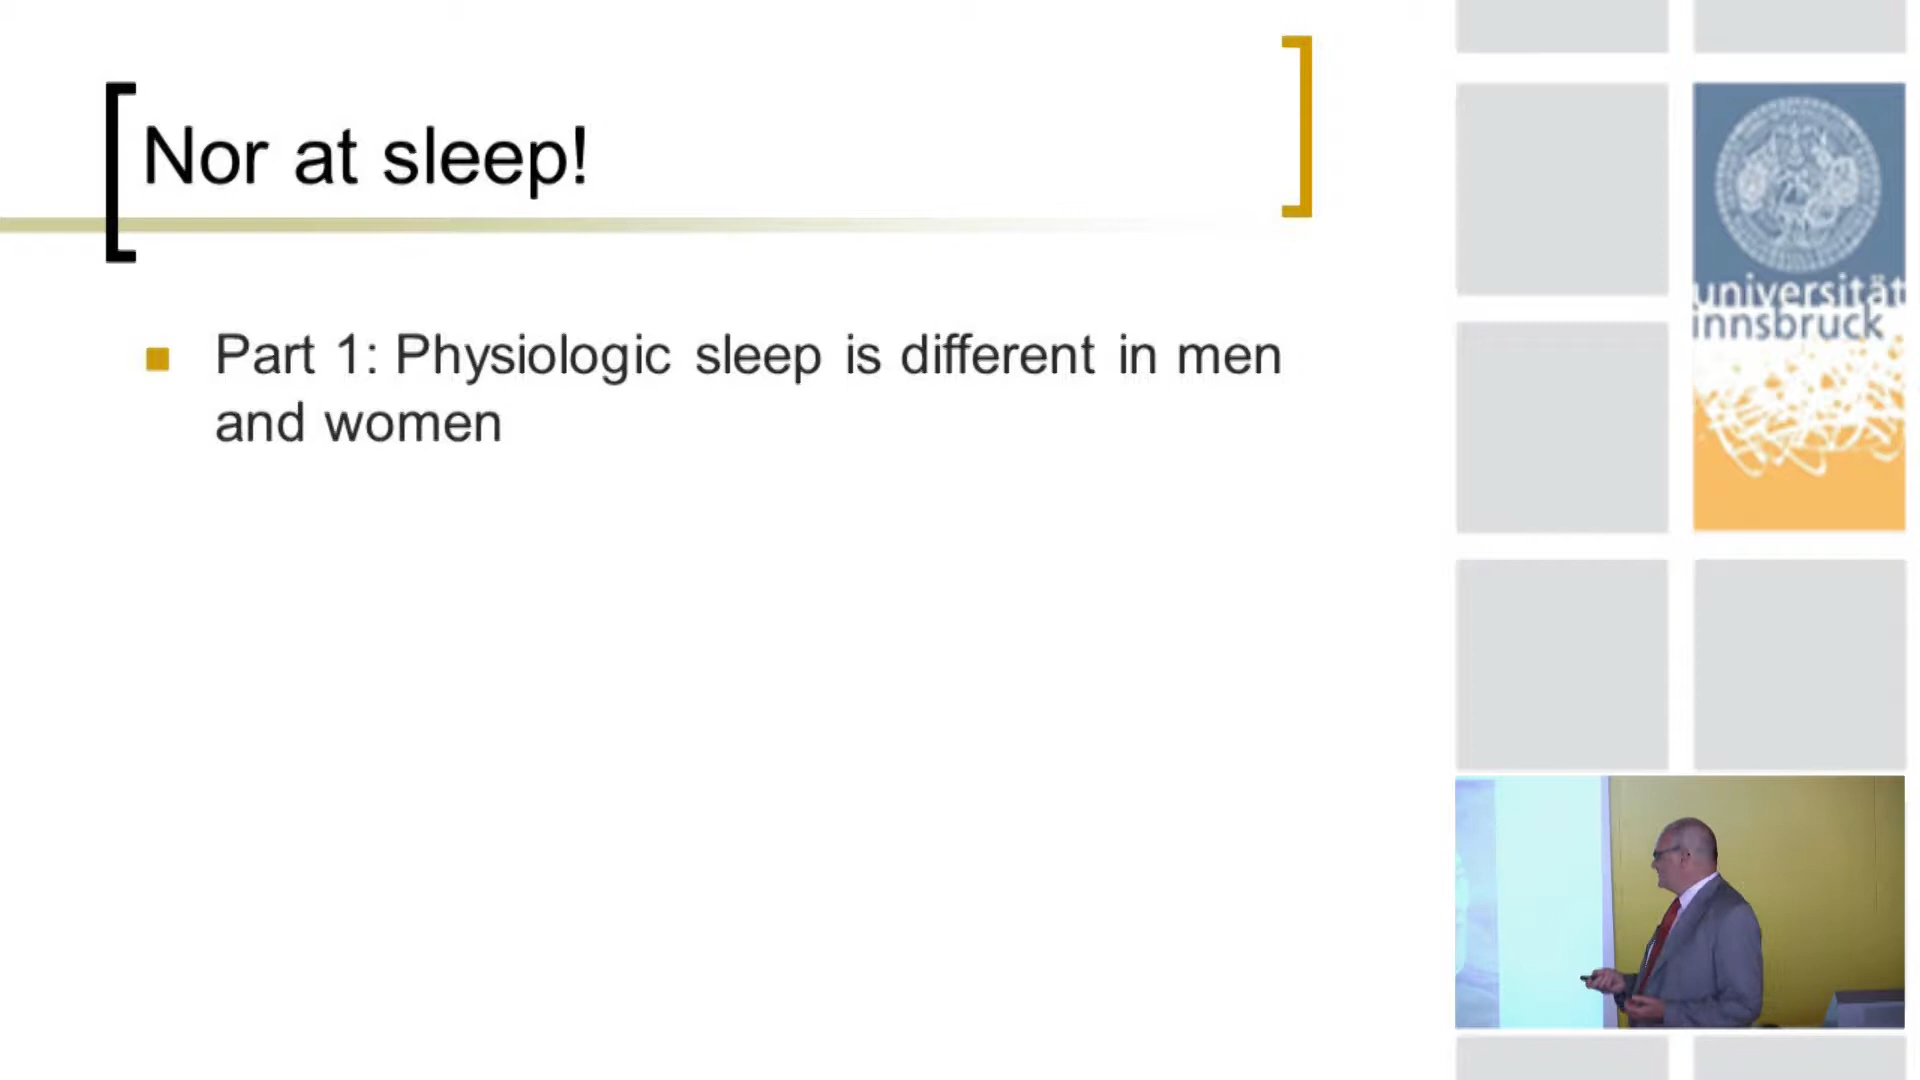 Nor at sleep!
Part 1: Physiologic sleep is different in men
and women
universität
innsbruck